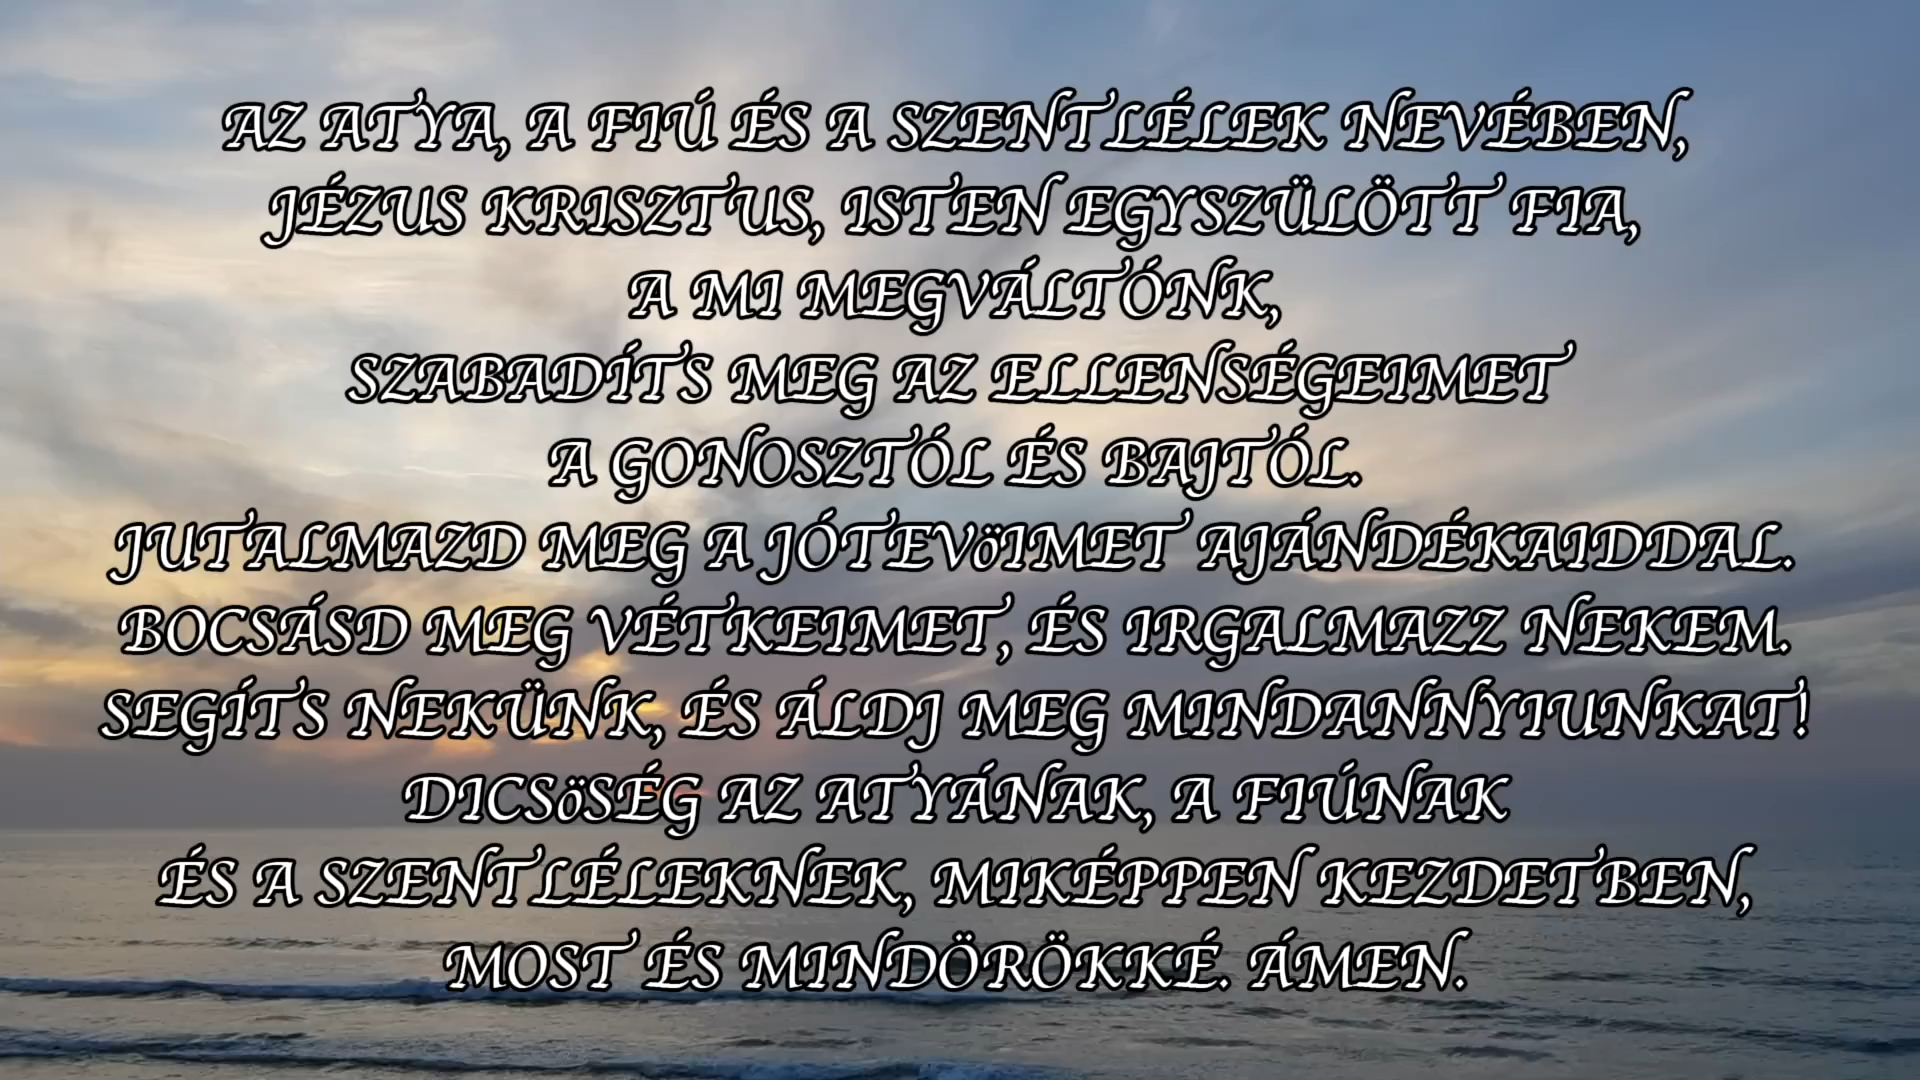 AZ ATYA, A FIÚ ÉS A SZENTLÉLEK NEVÉBEN,
JÉZUS KRISZTUS, ISTEN EGYSZÜLÖTT FIA,
A MI MEGVÁLTÓNK,
SZABADÍTS MEG AZ ELLENSÉGEIMET
A GONOSZTÓL ÉS BAJTÓL.
JUTALMAZD MEG A JÓTEVöIMET AJÁNDÉKAIDDAL.
BOCSÁSD MEG VÉTKEIMET, ÉS IRGALMAZZ NEKEM.
SEGÍTS NEKÜNK, ÉS ÁLDJ MEG MINDANNYIUNKAT!
DICSöSÉG AZ ATYÁNAK, A FIÚNAK
ÉS A SZENTLÉLEKNEK, MIKÉPPEN KEZDETBEN,
MOST ÉS MINDÖRÖKKÉ. ÁMEN.